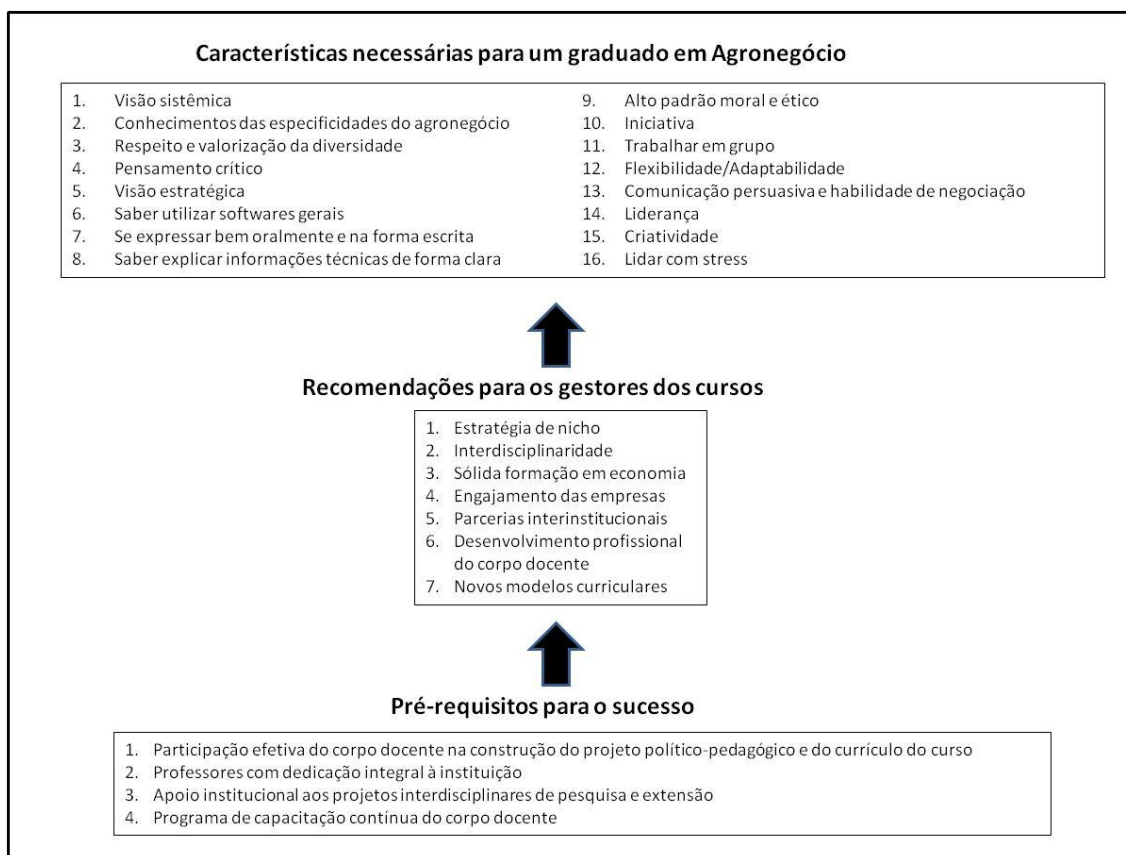 Características necessárias para um graduado em Agronegócio
1. Visão sistêmica
2. Conhecimentos das especificidades do agronegócio
3. Respeito e valorização da diversidade
4. Pensamento crítico
5. Visão estratégica
6. Saber utilizar softwares gerais
7. Se expressar bem oralmente e na forma escrita
8. Saber explicar informações técnicas de forma clara
9. Alto padrão moral e ético
10. Iniciativa
11. Trabalhar em grupo
12. Flexibilidade/Adaptabilidade
13. Comunicação persuasiva e habilidade de negociação
14. Liderança
15. Criatividade
16. Lidar com stress
Recomendações para os gestores dos cursos
1. Estratégia de nicho
2. Interdisciplinaridade
3. Sólida formação em economia
4. Engajamento das empresas
5. Parcerias interinstitucionais
6. Desenvolvimento profissional
do corpo docente
7. Novos modelos curriculares
Pré-requisitos para o sucesso
1. Participação efetiva do corpo docente na construção do projeto político-pedagógico e do currículo do curso
2. Professores com dedicação integral à instituição
3. Apoio institucional aos projetos interdisciplinares de pesquisa e extensão
4. Programa de capacitação contínua do corpo docente